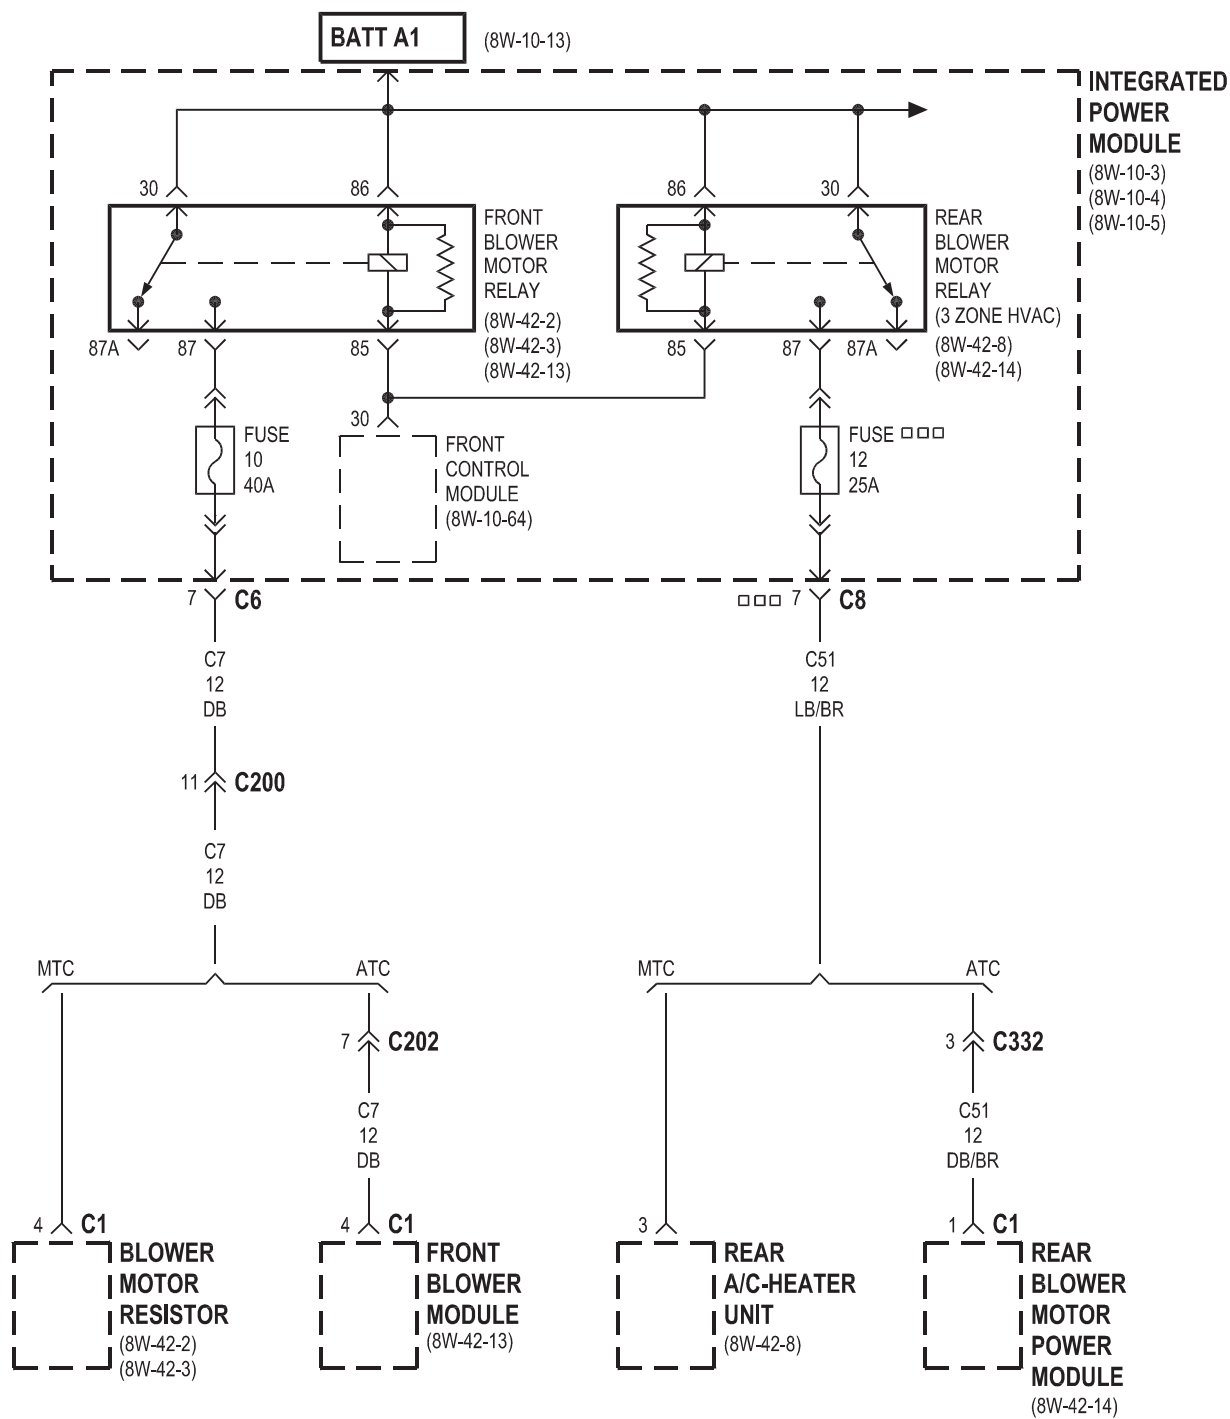 BATT A1
(8W-10-13)
INTEGRATED
POWER
MODULE
(8W-10-3)
(8W-10-4)
(8W-10-5)
30
86
86
30
FRONT
BLOWER
MOTOR
RELAY
(8W-42-2)
(8W-42-3)
(8W-42-13)
REAR
BLOWER
MOTOR
RELAY
(3 ZONE HVAC)
(8W-42-8)
(8W-42-14)
87A
87
85
85
87
87A
30
FRONT
CONTROL
MODULE
(8W-10-64)
FUSE
10
40A
FUSE □□□
12
25A
7
C6
□□□ 7
C8
C7
12
DB
C51
12
LB/BR
11
C200
C7
12
DB
MTC
ATC
MTC
ATC
7
C202
3
C332
C7
12
DB
C51
12
DB/BR
4
C1
4
C1
3
1
C1
BLOWER
MOTOR
RESISTOR
(8W-42-2)
(8W-42-3)
FRONT
BLOWER
MODULE
(8W-42-13)
REAR
A/C-HEATER
UNIT
(8W-42-8)
REAR
BLOWER
MOTOR
POWER
MODULE
(8W-42-14)